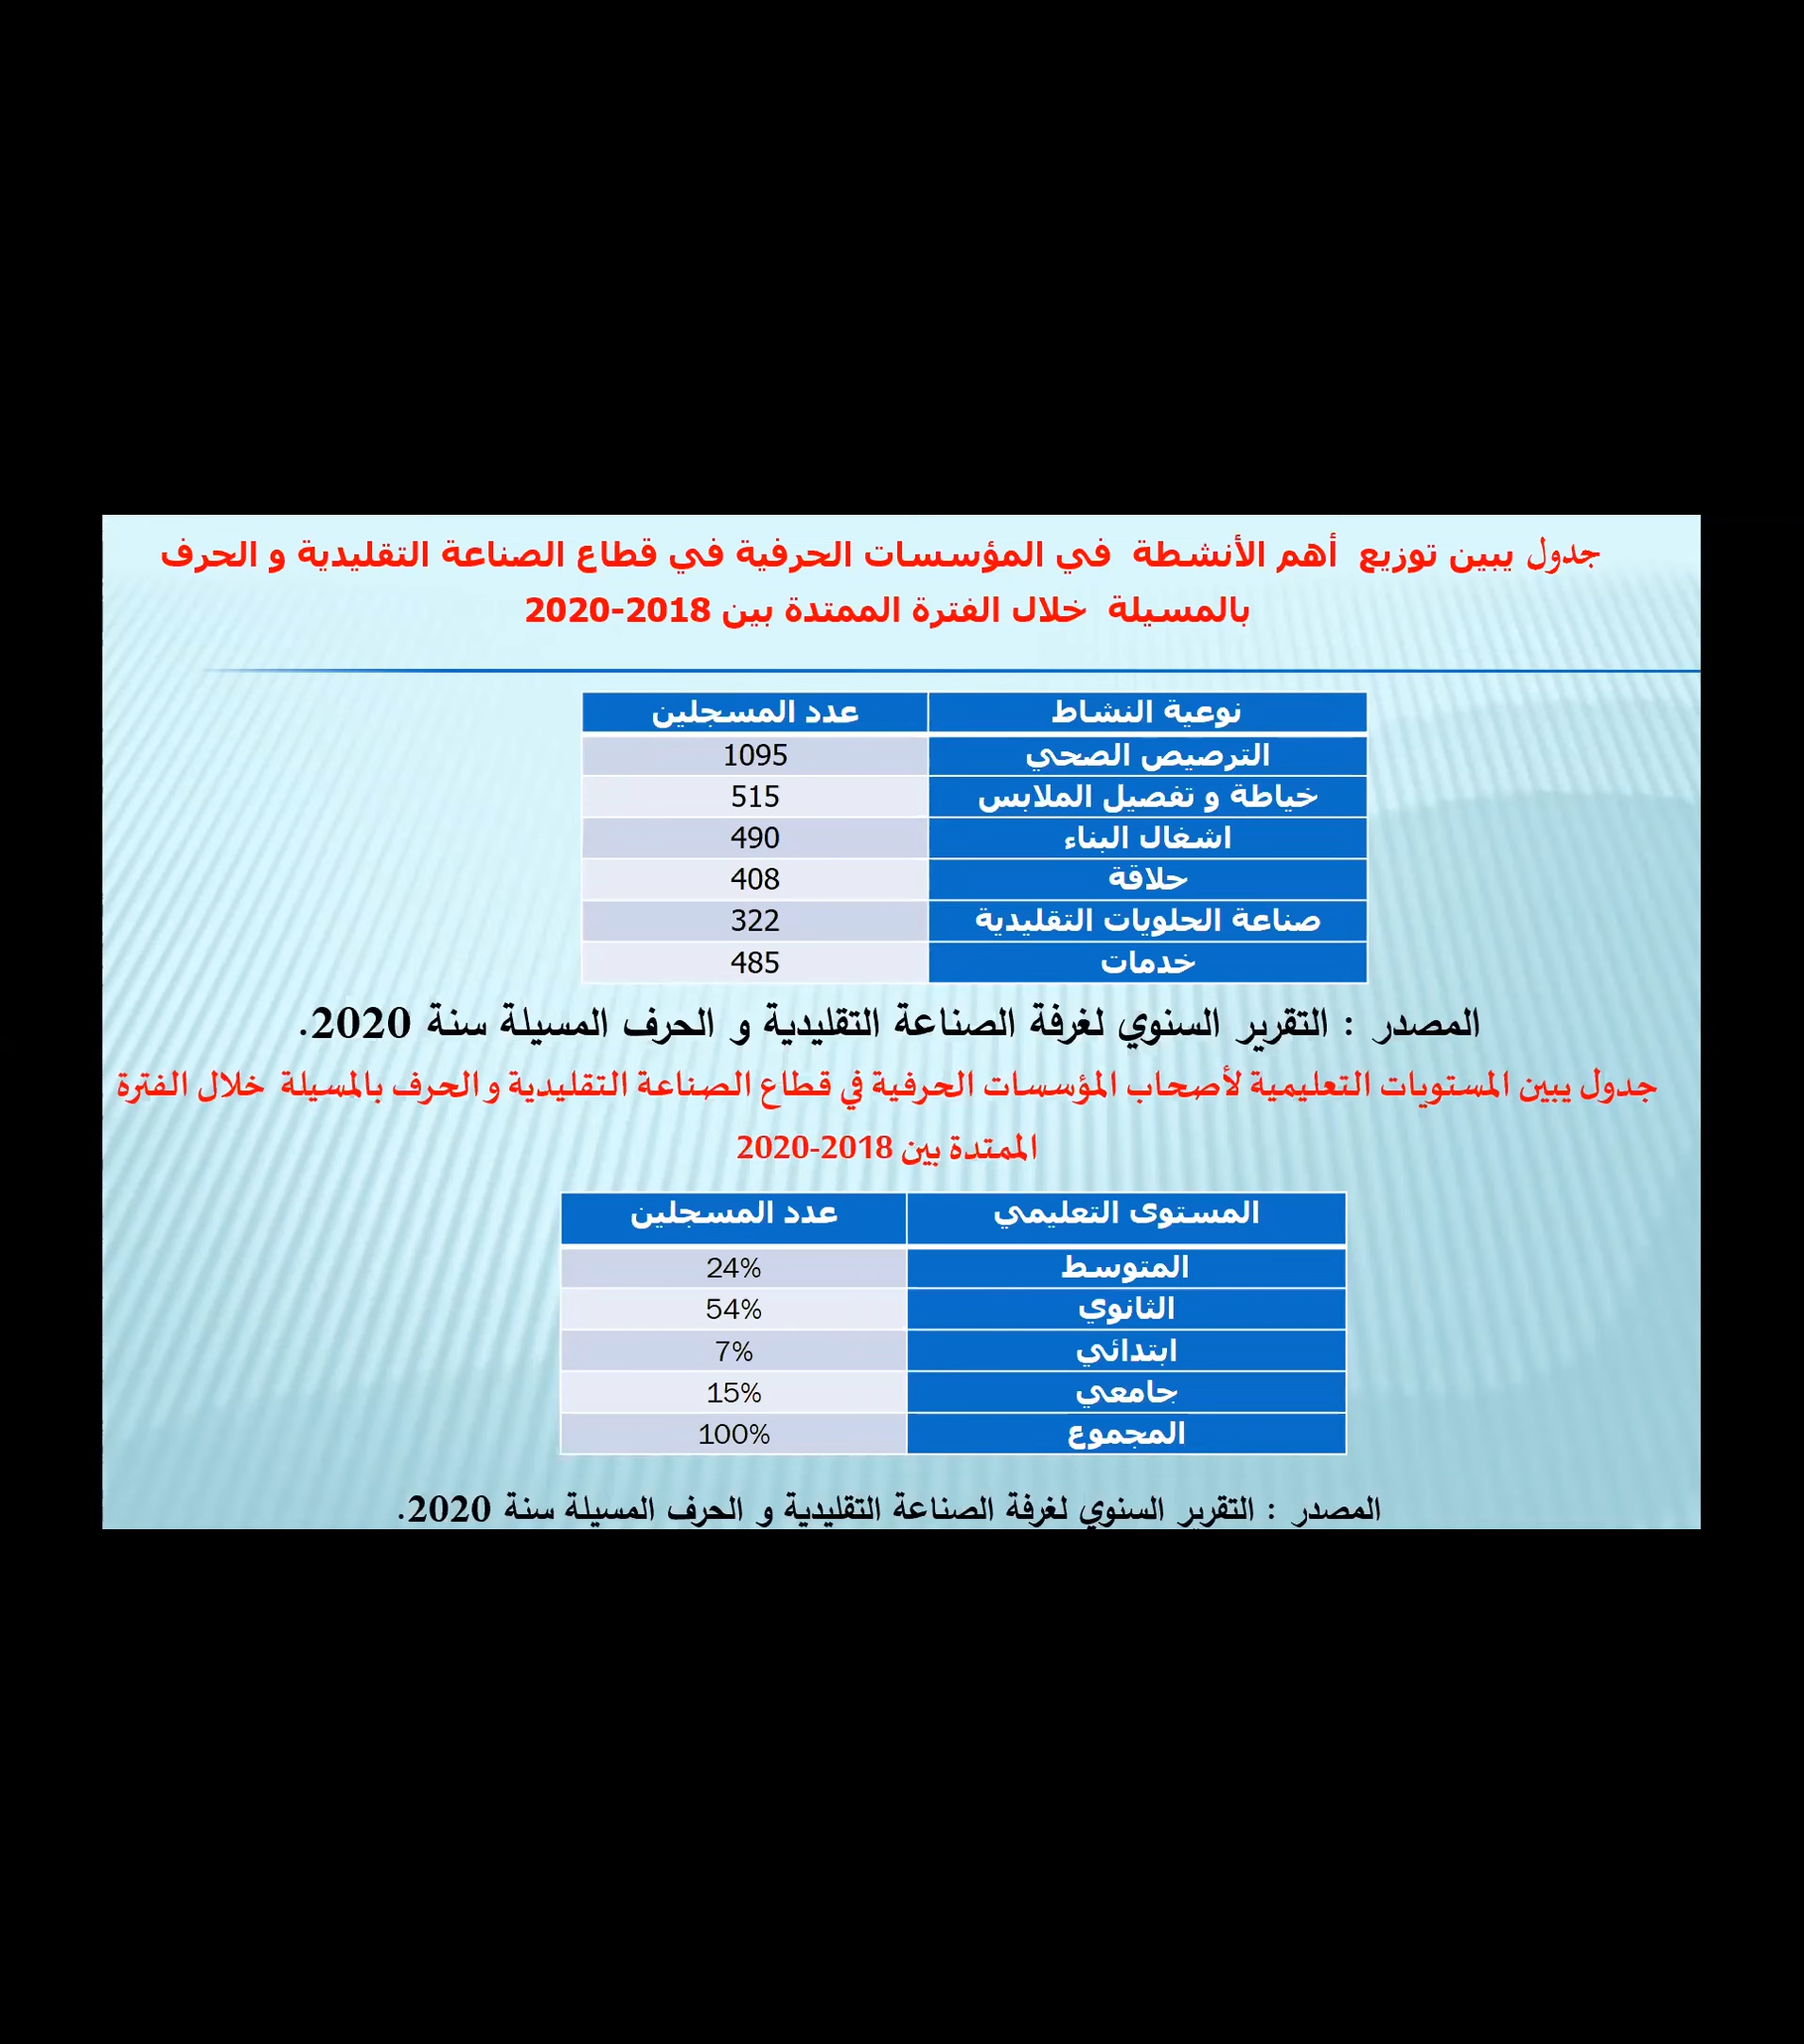 جدول يبين توزيع أهم الأنشطة في المؤسسات الحرفية في قطاع الصناعة التقليدية و الحرف
بالمسيلة خلال الفترة الممتدة بين 2018-2020
نوعية النشاط عدد المسجلين
الترصيص الصحي 1095
خياطة و تفصيل الملابس 515
اشغال البناء 490
حلاقة 408
صناعة الحلويات التقليدية 322
خدمات 485
المصدر : التقرير السنوي لغرفة الصناعة التقليدية و الحرف المسيلة سنة 2020.
جدول يبين المستويات التعليمية لأصحاب المؤسسات الحرفية في قطاع الصناعة التقليدية و الحرف بالمسيلة خلال الفترة
الممتدة بين 2018-2020
المستوى التعليمي عدد المسجلين
المتوسط 24%
الثانوي 54%
ابتدائي 7%
جامعي 15%
المجموع 100%
المصدر : التقرير السنوي لغرفة الصناعة التقليدية و الحرف المسيلة سنة 2020.